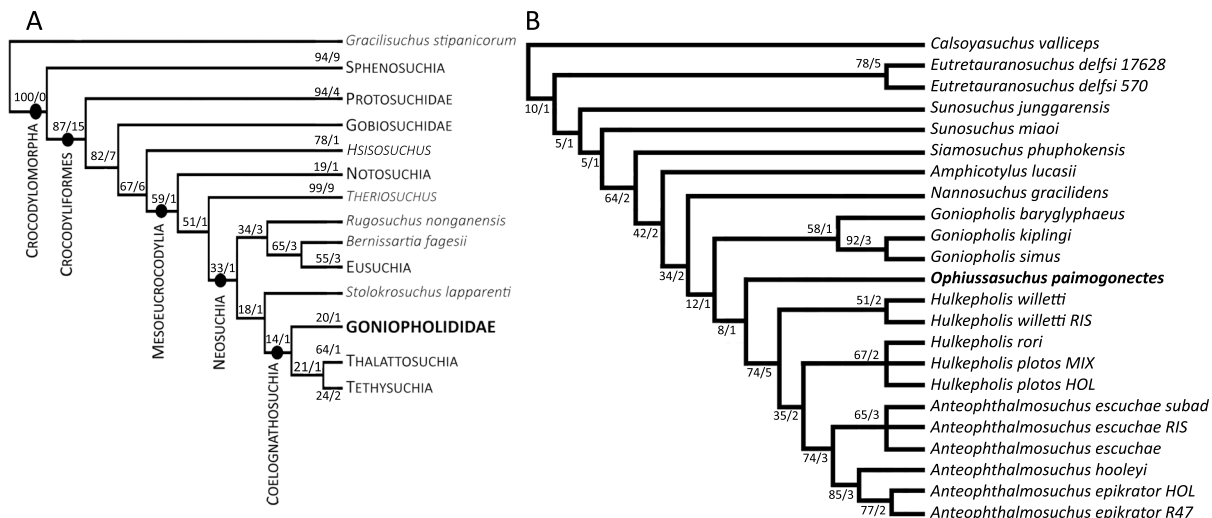 A
Gracilisuchus stipanicorum
94/9
SPHENOSUCHIA
100/0
94/4
PROTOSUCHIDAE
87/15
GOBIOSUCHIDAE
82/7
78/1
HSISOSUCHUS
67/6
19/1
NOTOSUCHIA
59/1
99/9
THERIOSUCHUS
51/1
Rugosuchus nonganensis
34/3
Bernissartia fagesii
65/3
55/3
EUSUCHIA
33/1
Stolokrosuchus lapparenti
18/1
20/1
GONIOPHOLIDIDAE
14/1
64/1
THALATTOSUCHIA
21/1
TETHYSUCHIA
24/2
CROCODYLOMORPHA
CROCODYLIFORMES
MESOEUCROCODYLIA
NEOSUCHIA
COELOGNATHOSUCHIA
B
Calsoyasuchus valliceps
78/5
Eutretauranosuchus delfsi 17628
Eutretauranosuchus delfsi 570
10/1
Sunosuchus junggarensis
5/1
Sunosuchus miaoi
5/1
Siamosuchus phuphokensis
64/2
Amphicotylus lucasii
42/2
Nannosuchus gracilidens
34/2
Goniopholis baryglyphaeus
58/1
Goniopholis kiplingi
92/3
Goniopholis simus
12/1
Ophiussasuchus paimogonectes
8/1
51/2
Hulkepholis willetti
Hulkepholis willetti RIS
74/5
Hulkepholis rori
67/2
Hulkepholis plotos MIX
Hulkepholis plotos HOL
35/2
Anteophthalmosuchus escuchae subad
65/3
Anteophthalmosuchus escuchae RIS
Anteophthalmosuchus escuchae
74/3
Anteophthalmosuchus hooleyi
85/3
Anteophthalmosuchus epikrator HOL
77/2
Anteophthalmosuchus epikrator R47